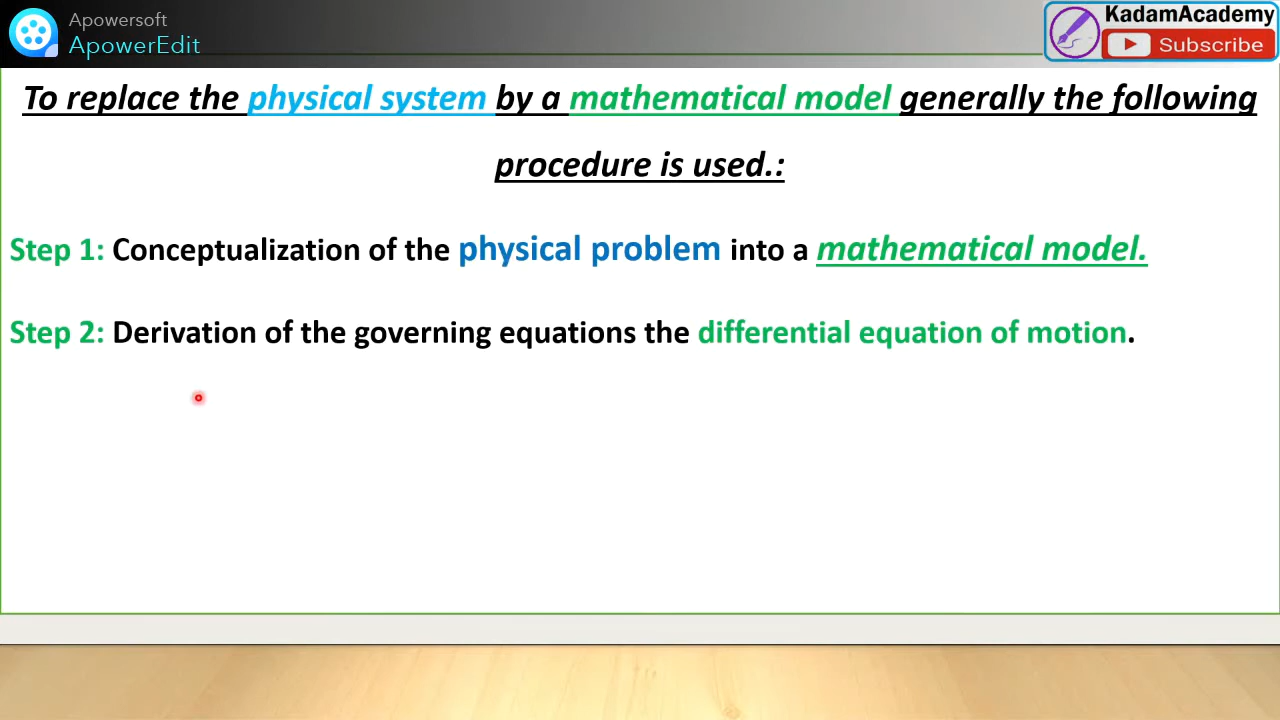 Apowersoft
ApowerEdit
KadamAcademy
Subscribe
To replace the physical system by a mathematical model generally the following
procedure is used.:
Step 1: Conceptualization of the physical problem into a mathematical model.
Step 2: Derivation of the governing equations the differential equation of motion.